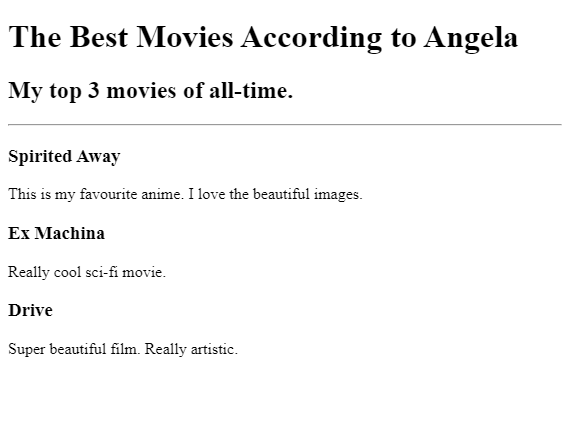 The Best Movies According to Angela
My top 3 movies of all-time.
Spirited Away
This is my favourite anime. I love the beautiful images.
Ex Machina
Really cool sci-fi movie.
Drive
Super beautiful film. Really artistic.